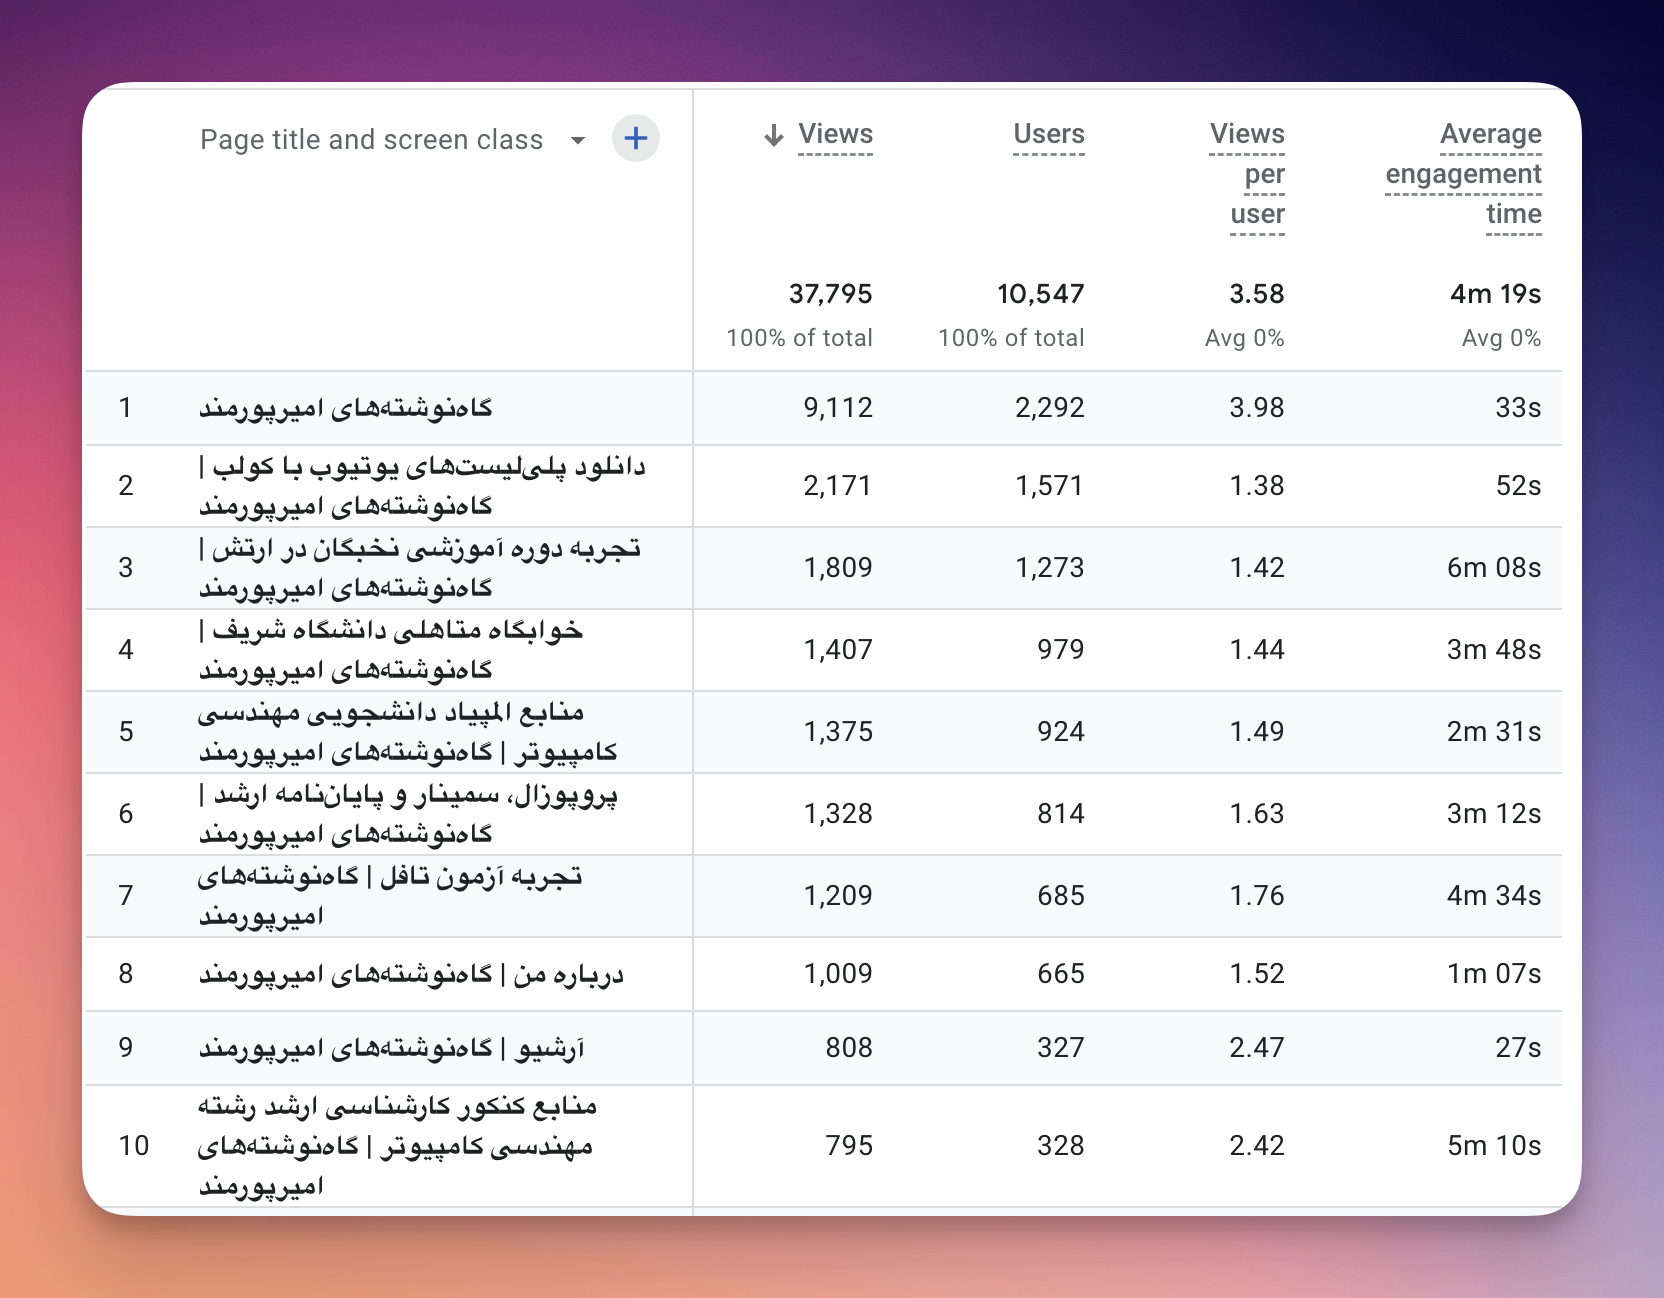 Page title and screen class
Views
Users
Views
per
user
Average
engagement
time
37,795
10,547
3.58
4m 19s
100% of total
100% of total
Avg 0%
Avg 0%
1
گاه‌نوشته‌های امیرپورمند
9,112
2,292
3.98
33s
2
دانلود پلی‌لیست‌های یوتیوب با کولب |
گاه‌نوشته‌های امیرپورمند
2,171
1,571
1.38
52s
3
تجربه دوره آموزشی نخبگان در ارتش |
گاه‌نوشته‌های امیرپورمند
1,809
1,273
1.42
6m 08s
4
خوابگاه متاهلی دانشگاه شریف |
گاه‌نوشته‌های امیرپورمند
1,407
979
1.44
3m 48s
5
منابع المپیاد دانشجویی مهندسی
کامپیوتر | گاه‌نوشته‌های امیرپورمند
1,375
924
1.49
2m 31s
6
پروپوزال، سمینار و پایان‌نامه ارشد |
گاه‌نوشته‌های امیرپورمند
1,328
814
1.63
3m 12s
7
تجربه آزمون تافل | گاه‌نوشته‌های
امیرپورمند
1,209
685
1.76
4m 34s
8
درباره من | گاه‌نوشته‌های امیرپورمند
1,009
665
1.52
1m 07s
9
آرشیو | گاه‌نوشته‌های امیرپورمند
808
327
2.47
27s
10
منابع کنکور کارشناسی ارشد رشته
مهندسی کامپیوتر | گاه‌نوشته‌های
امیرپورمند
795
328
2.42
5m 10s